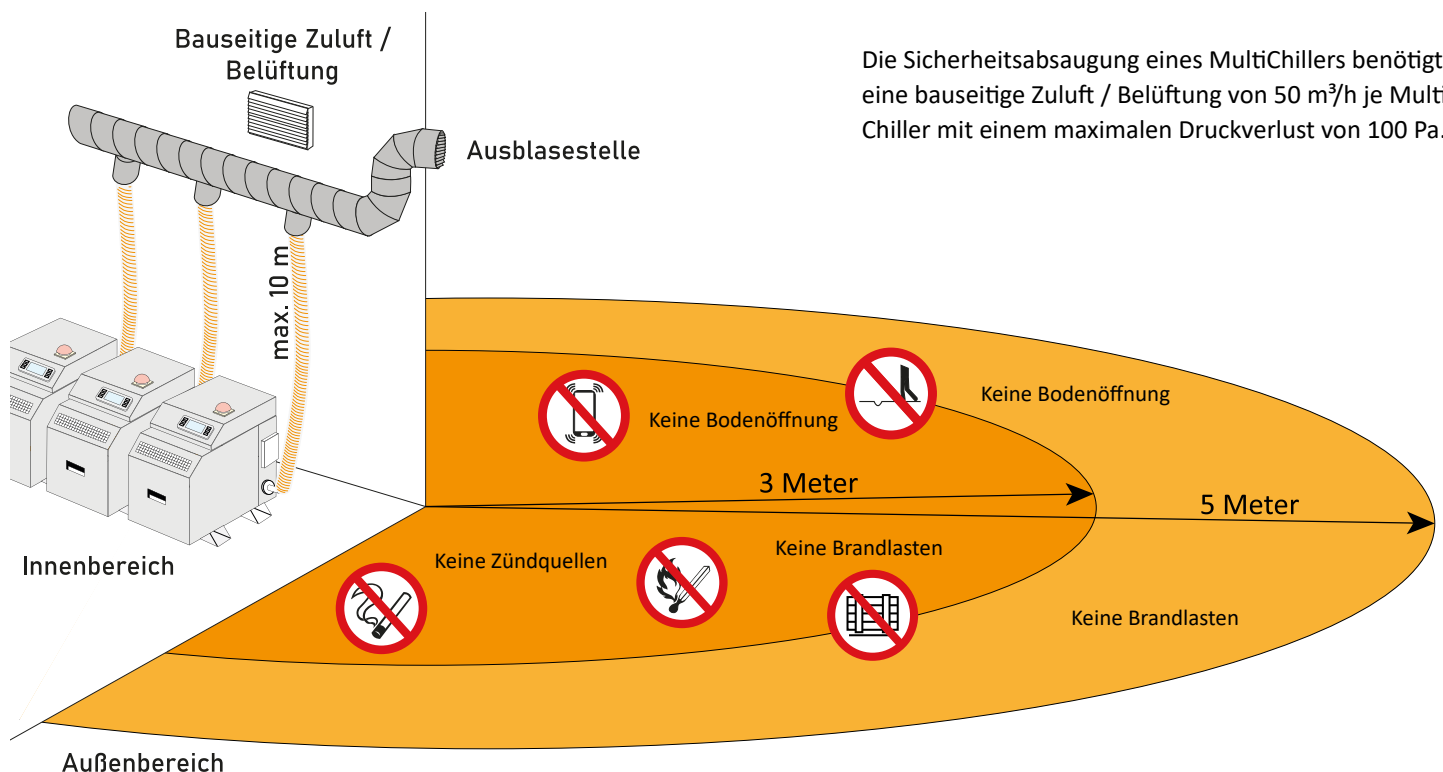 Bauseitige Zuluft /
Belüftung
Die Sicherheitsabsaugung eines MultiChillers benötigt
eine bauseitige Zuluft / Belüftung von 50 m³/h je Multi
Chiller mit einem maximalen Druckverlust von 100 Pa.
Ausblasestelle
max. 10 m
Keine Bodenöffnung
Keine Bodenöffnung
3 Meter
5 Meter
Innenbereich
Keine Zündquellen
Keine Brandlasten
Keine Brandlasten
Außenbereich